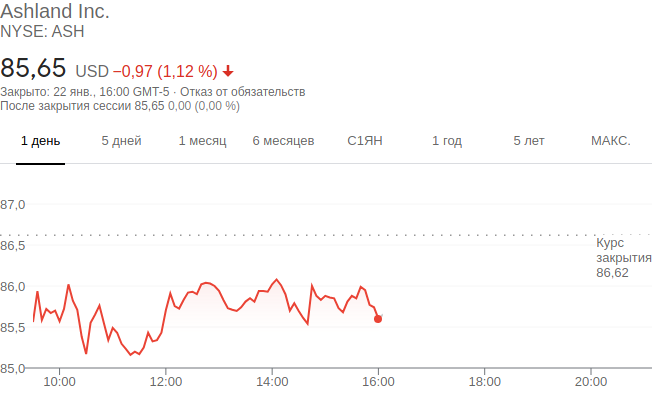 Ashland Inc.
NYSE: ASH
85,65 USD −0,97 (1,12 %)
Закрыто: 22 янв., 16:00 GMT-5 · Отказ от обязательств
После закрытия сессии 85,65 0,00 (0,00 %)
1 день 5 дней 1 месяц 6 месяцев С1ЯН 1 год 5 лет МАКС.
87,0
86,5
86,0
85,5
85,0
Курс
закрытия
86,62
10:00 12:00 14:00 16:00 18:00 20:00